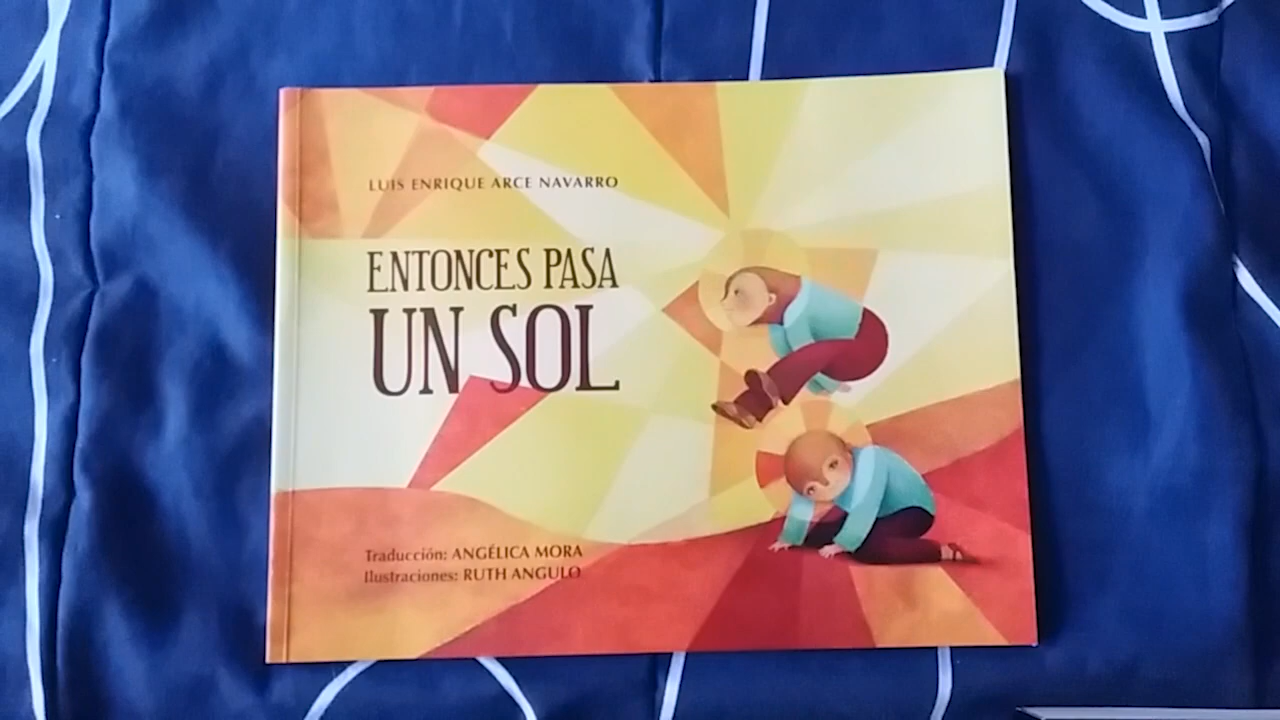 LUIS ENRIQUE ARCE NAVARRO
ENTONCES PASA
UN SOL
Traducción: ANGÉLICA MORA
Ilustraciones: RUTH ANGULO